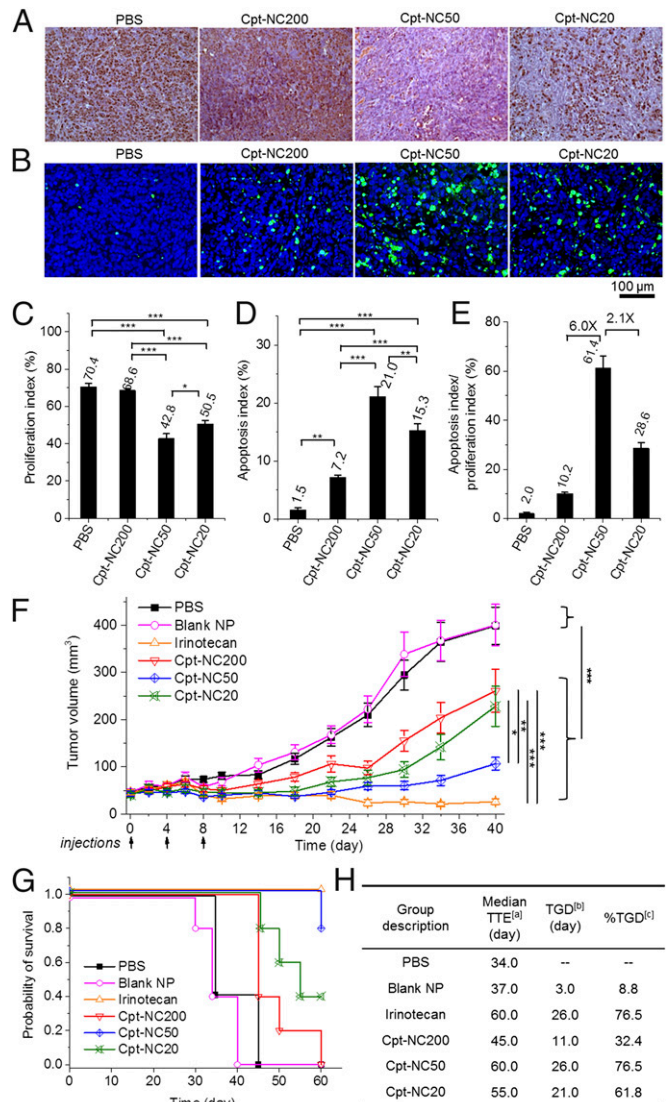 A
PBS Cpt-NC200 Cpt-NC50 Cpt-NC20
B
PBS Cpt-NC200 Cpt-NC50 Cpt-NC20
100 µm
C
Proliferation index (%)
100
80
60
40
20
0
70.4 68.6 42.8 50.5
*** *** *** *** *
PBS Cpt-NC200 Cpt-NC50 Cpt-NC20
D
Apoptosis index (%)
30
20
10
0
1.5 7.2 21.0 15.3
*** *** *** *** ** **
PBS Cpt-NC200 Cpt-NC50 Cpt-NC20
E
Apoptosis index/
proliferation index (%)
80
60
40
20
0
6.0X 2.1X
2.0 10.2 61.4 28.6
PBS Cpt-NC200 Cpt-NC50 Cpt-NC20
F
Tumor volume (mm³)
400
300
200
100
0
PBS
Blank NP
Irinotecan
Cpt-NC200
Cpt-NC50
Cpt-NC20
* ** *** *** ***
0 4 8 12 16 20 24 28 32 36 40
injections
Time (day)
G
Probability of survival
1.0
0.8
0.6
0.4
0.2
0.0
PBS
Blank NP
Irinotecan
Cpt-NC200
Cpt-NC50
Cpt-NC20
0 10 20 30 40 50 60
Time (day)
H
Group description Median TTE[a] (day) TGD[b] (day) %TGD[c]
PBS 34.0 -- --
Blank NP 37.0 3.0 8.8
Irinotecan 60.0 26.0 76.5
Cpt-NC200 45.0 11.0 32.4
Cpt-NC50 60.0 26.0 76.5
Cpt-NC20 55.0 21.0 61.8